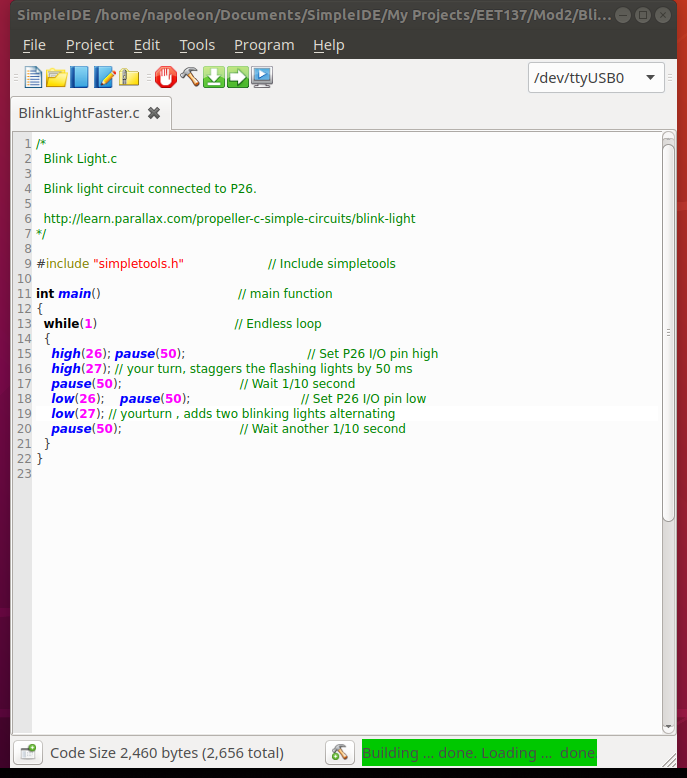 SimpleIDE /home/napoleon/Documents/SimpleIDE/My Projects/EET137/Mod2/Bli...
File Project Edit Tools Program Help
/dev/ttyUSB0
BlinkLightFaster.c
1 /*
2 Blink Light.c
3
4 Blink light circuit connected to P26.
5
6 http://learn.parallax.com/propeller-c-simple-circuits/blink-light
7 */
8
9 #include "simpletools.h" // Include simpletools
10
11 int main() // main function
12 {
13 while(1) // Endless loop
14 {
15 high(26); pause(50); // Set P26 I/O pin high
16 high(27); // your turn, staggers the flashing lights by 50 ms
17 pause(50); // Wait 1/10 second
18 low(26); pause(50); // Set P26 I/O pin low
19 low(27); // yourturn , adds two blinking lights alternating
20 pause(50); // Wait another 1/10 second
21 }
22 }
23
Code Size 2,460 bytes (2,656 total) Building ... done. Loading ... done